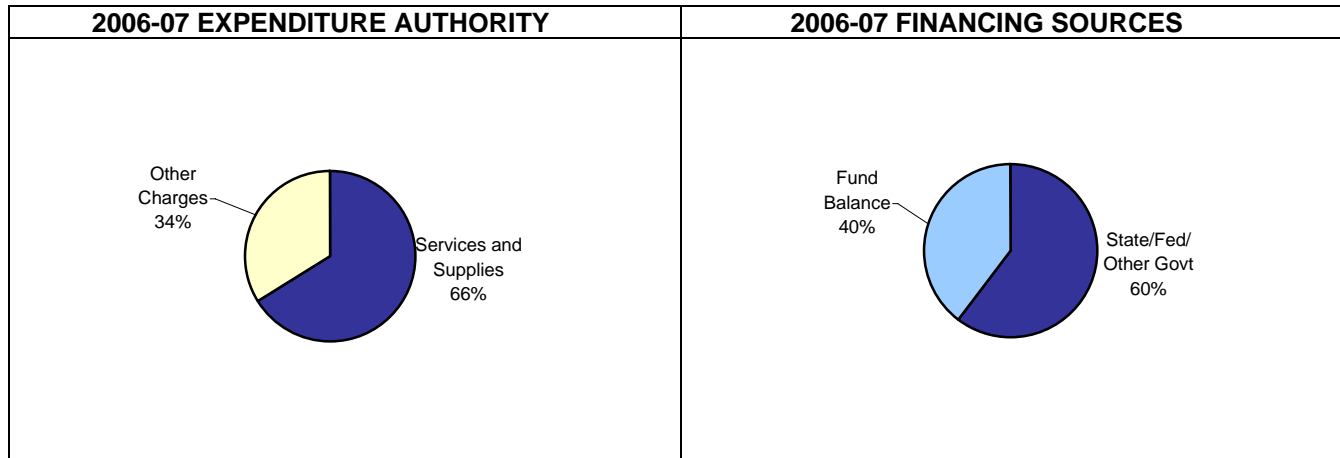 2006-07 EXPENDITURE AUTHORITY
Other
Charges
34%
Services and
Supplies
66%
2006-07 FINANCING SOURCES
Fund
Balance
40%
State/Fed/
Other Govt
60%